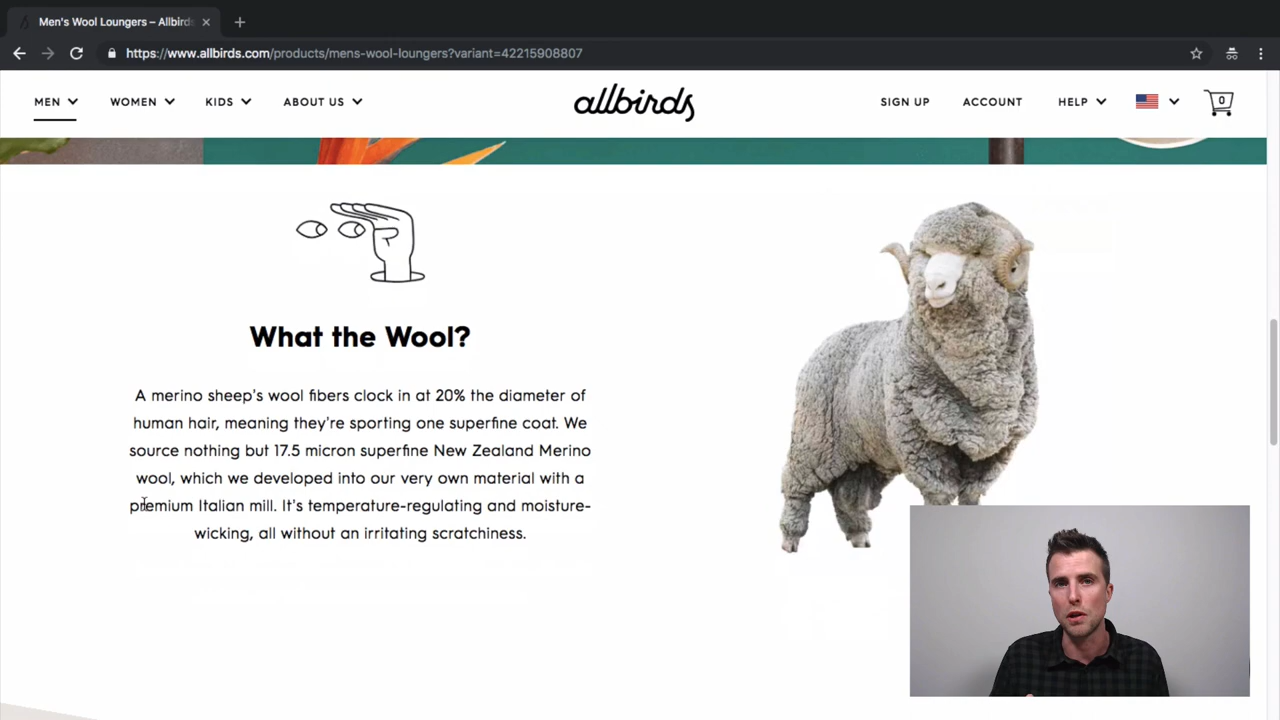 Men's Wool Loungers – Allbirds
https://www.allbirds.com/products/mens-wool-loungers?variant=42215908807
MEN WOMEN KIDS ABOUT US allbirds SIGN UP ACCOUNT HELP 0
What the Wool?
A merino sheep's wool fibers clock in at 20% the diameter of
human hair, meaning they're sporting one superfine coat. We
source nothing but 17.5 micron superfine New Zealand Merino
wool, which we developed into our very own material with a
premium Italian mill. It's temperature-regulating and moisture-
wicking, all without an irritating scratchiness.